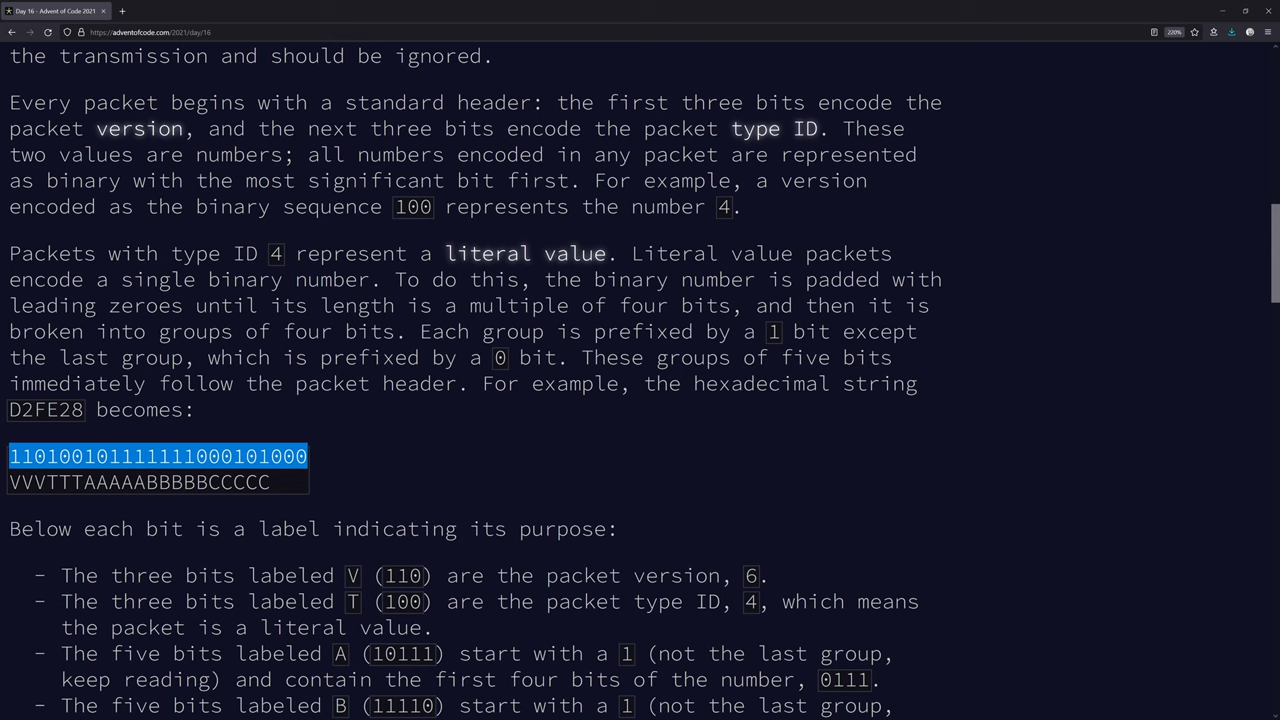 Day 16 - Advent of Code 2021
https://adventofcode.com/2021/day/16
220%
the transmission and should be ignored.
Every packet begins with a standard header: the first three bits encode the
packet version, and the next three bits encode the packet type ID. These
two values are numbers; all numbers encoded in any packet are represented
as binary with the most significant bit first. For example, a version
encoded as the binary sequence 100 represents the number 4.
Packets with type ID 4 represent a literal value. Literal value packets
encode a single binary number. To do this, the binary number is padded with
leading zeroes until its length is a multiple of four bits, and then it is
broken into groups of four bits. Each group is prefixed by a 1 bit except
the last group, which is prefixed by a 0 bit. These groups of five bits
immediately follow the packet header. For example, the hexadecimal string
D2FE28 becomes:
110100101111111000101000
VVVTTTAAAAABBBBBCCCCC
Below each bit is a label indicating its purpose:
- The three bits labeled V (110) are the packet version, 6.
- The three bits labeled T (100) are the packet type ID, 4, which means
the packet is a literal value.
- The five bits labeled A (10111) start with a 1 (not the last group,
keep reading) and contain the first four bits of the number, 0111.
- The five bits labeled B (11110) start with a 1 (not the last group,